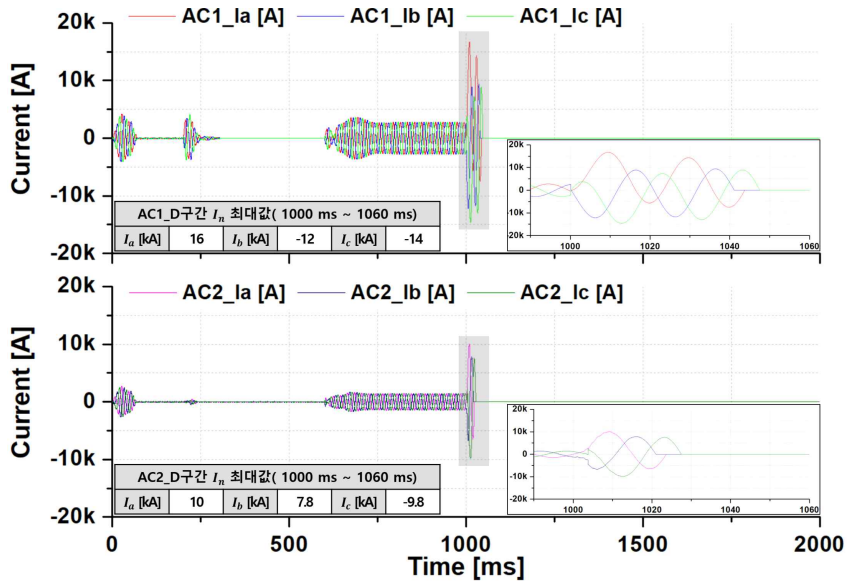 AC1_Ia [A] AC1_Ib [A] AC1_Ic [A]
Current [A]
20k
10k
0
-10k
-20k
AC1_D구간 In 최대값( 1000 ms ~ 1060 ms)
Ia [kA] 16 Ib [kA] -12 Ic [kA] -14
20k
10k
0
-10k
-20k
1000 1020 1040 1060
AC2_Ia [A] AC2_Ib [A] AC2_Ic [A]
Current [A]
20k
10k
0
-10k
-20k
AC2_D구간 In 최대값( 1000 ms ~ 1060 ms)
Ia [kA] 10 Ib [kA] 7.8 Ic [kA] -9.8
20k
10k
0
-10k
-20k
1000 1020 1040 1060
0 500 1000 1500 2000
Time [ms]